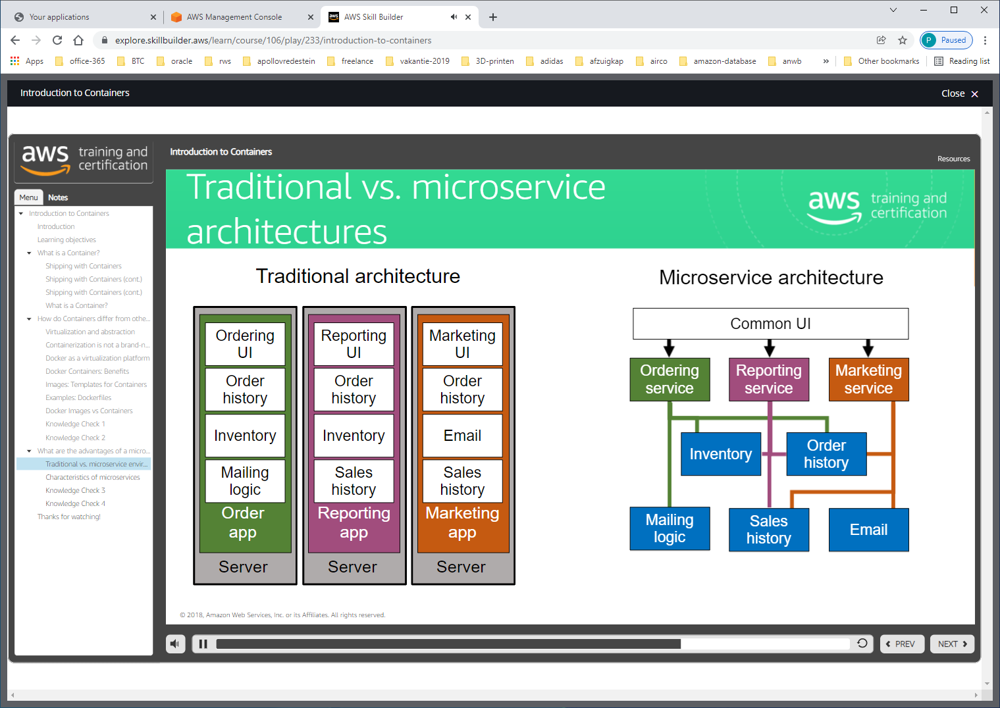 Your applications
AWS Management Console
aws
AWS Skill Builder
explore.skillbuilder.aws/learn/course/106/play/233/introduction-to-containers
P Paused
Apps
office-365
BTC
oracle
rws
apollovredestein
freelance
vakantie-2019
3D-printen
adidas
afzuigkap
airco
amazon-database
anwb
»
Other bookmarks
Reading list
Introduction to Containers
Close
aws training and certification
Introduction to Containers
Resources
Menu
Notes
Introduction to Containers
Introduction
Learning objectives
What is a Container?
Shipping with Containers
Shipping with Containers (cont.)
Shipping with Containers (cont.)
What is a Container?
How do Containers differ from othe...
Virtualization and abstraction
Containerization is not a brand-n...
Docker as a virtualization platform
Docker Containers: Benefits
Images: Templates for Containers
Examples: Dockerfiles
Docker Images vs Containers
Knowledge Check 1
Knowledge Check 2
What are the advantages of a micro...
Traditional vs. microservice envir...
Characteristics of microservices
Knowledge Check 3
Knowledge Check 4
Thanks for watching!
Traditional vs. microservice
architectures
aws training and certification
Traditional architecture
Ordering
UI
Order
history
Inventory
Mailing
logic
Order
app
Server
Reporting
UI
Order
history
Inventory
Sales
history
Reporting
app
Server
Marketing
UI
Order
history
Email
Sales
history
Marketing
app
Server
Microservice architecture
Common UI
Ordering
service
Reporting
service
Marketing
service
Inventory
Order
history
Mailing
logic
Sales
history
Email
© 2018, Amazon Web Services, Inc. or its Affiliates. All rights reserved.
PREV
NEXT